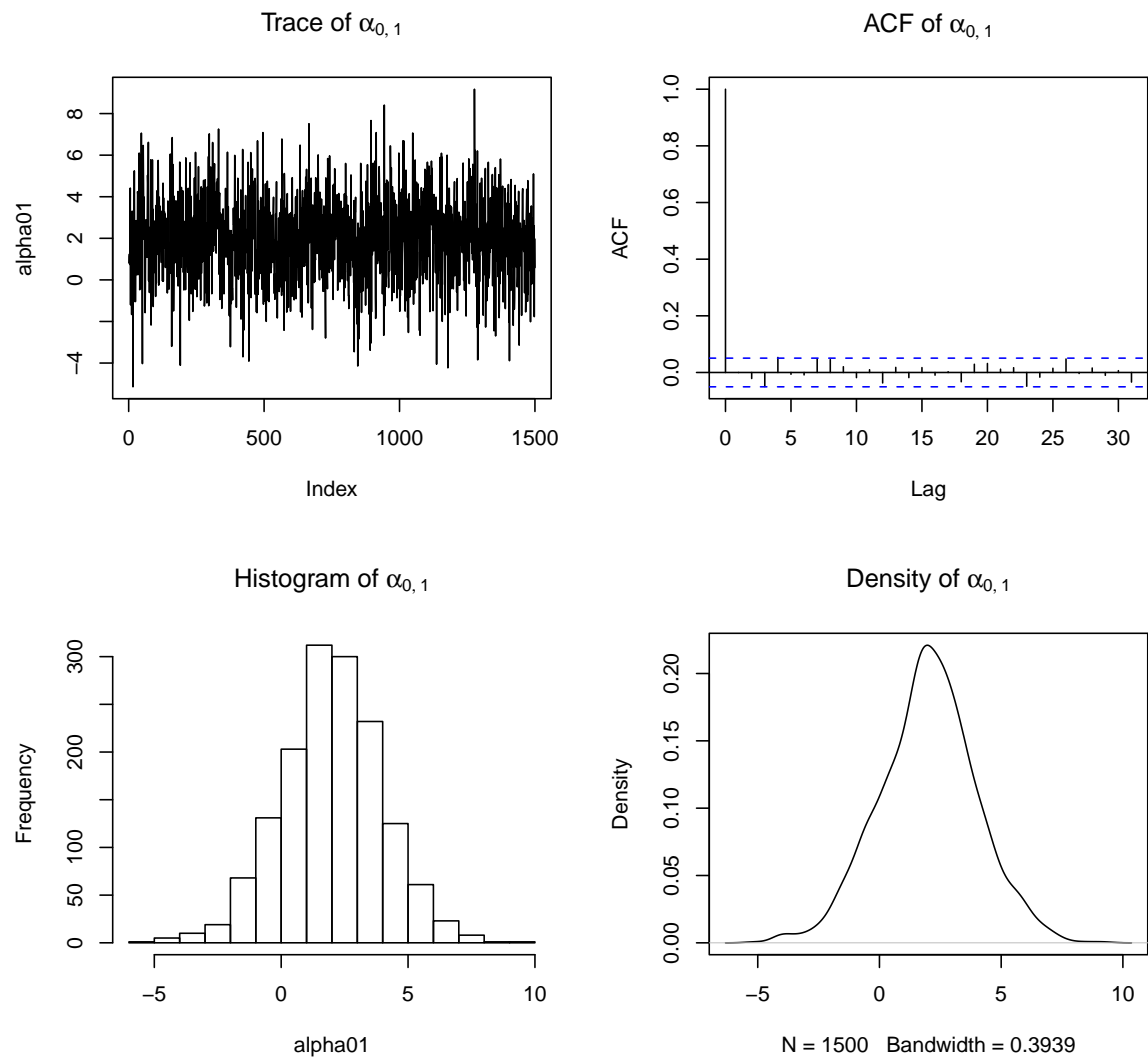 Trace of α0, 1
alpha01
8
6
4
2
0
−4
0 500 1000 1500
Index
ACF of α0, 1
ACF
1.0
0.8
0.6
0.4
0.2
0.0
0 5 10 15 20 25 30
Lag
Histogram of α0, 1
Frequency
300
200
100
50
0
−5 0 5 10
alpha01
Density of α0, 1
Density
0.20
0.15
0.10
0.05
0.00
−5 0 5 10
N = 1500 Bandwidth = 0.3939